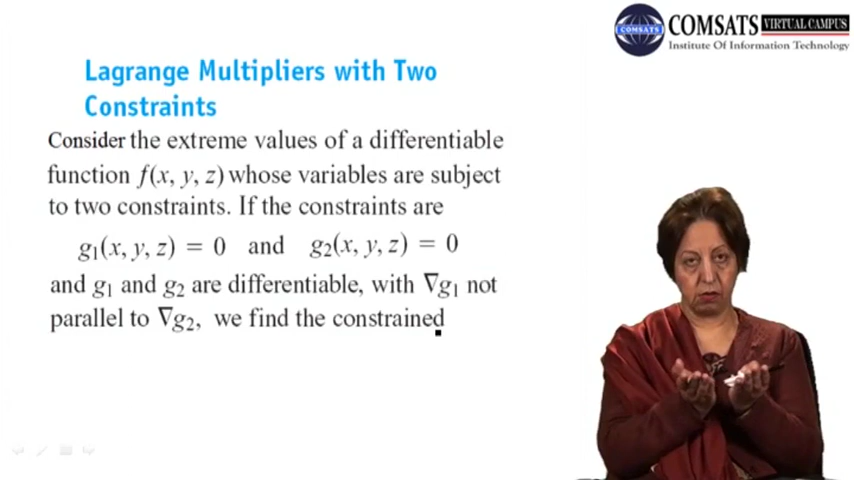 COMSATS VIRTUAL CAMPUS
COMSATS
Institute Of Information Technology
Lagrange Multipliers with Two
Constraints
Consider the extreme values of a differentiable
function f(x, y, z) whose variables are subject
to two constraints. If the constraints are
g₁(x, y, z) = 0 and g₂(x, y, z) = 0
and g₁ and g₂ are differentiable, with ∇g₁ not
parallel to ∇g₂, we find the constrained